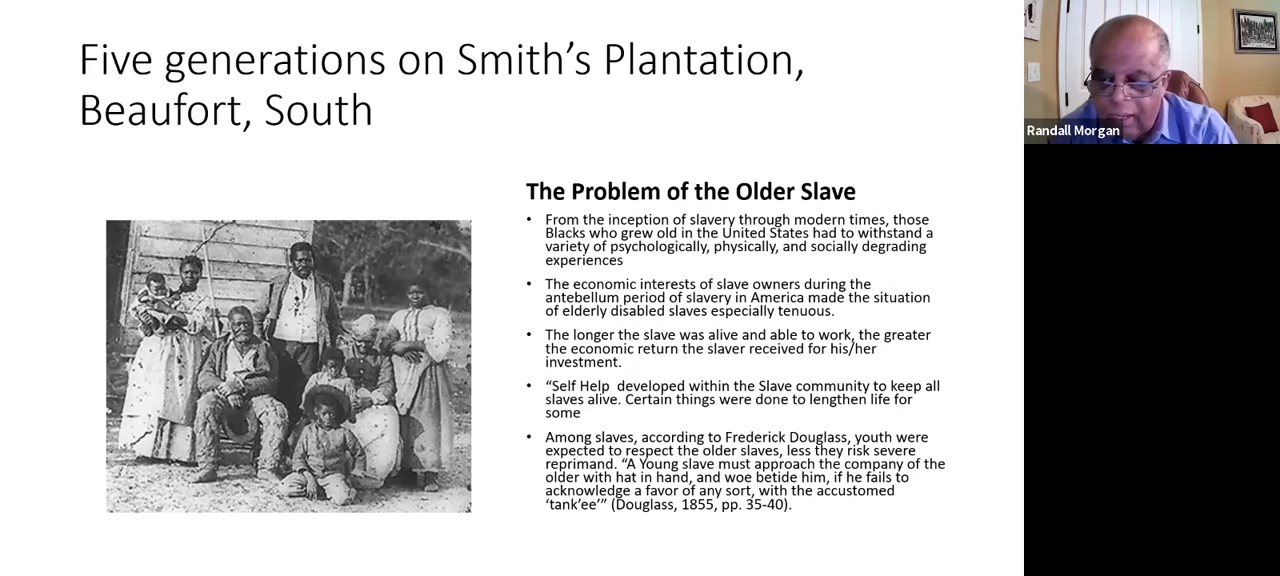 Five generations on Smith’s Plantation,
Beaufort, South
Randall Morgan
The Problem of the Older Slave
• From the inception of slavery through modern times, those
Blacks who grew old in the United States had to withstand a
variety of psychologically, physically, and socially degrading
experiences
• The economic interests of slave owners during the
antebellum period of slavery in America made the situation
of elderly disabled slaves especially tenuous.
• The longer the slave was alive and able to work, the greater
the economic return the slaver received for his/her
investment.
• “Self Help  developed within the Slave community to keep all
slaves alive. Certain things were done to lengthen life for
some
• Among slaves, according to Frederick Douglass, youth were
expected to respect the older slaves, less they risk severe
reprimand. “A Young slave must approach the company of the
older with hat in hand, and woe betide him, if he fails to
acknowledge a favor of any sort, with the accustomed
‘tank’ee’” (Douglass, 1855, pp. 35-40).